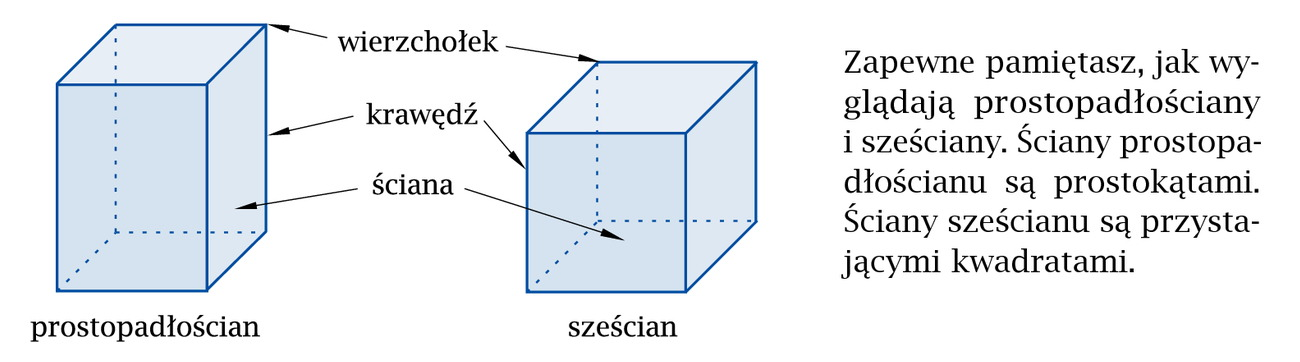 wierzchołek
krawędź
ściana
prostopadłościan
sześcian
Zapewne pamiętasz, jak wy-
glądają prostopadłościany
i sześciany. Ściany prostopa-
dłościanu są prostokątami.
Ściany sześcianu są przysta-
jącymi kwadratami.